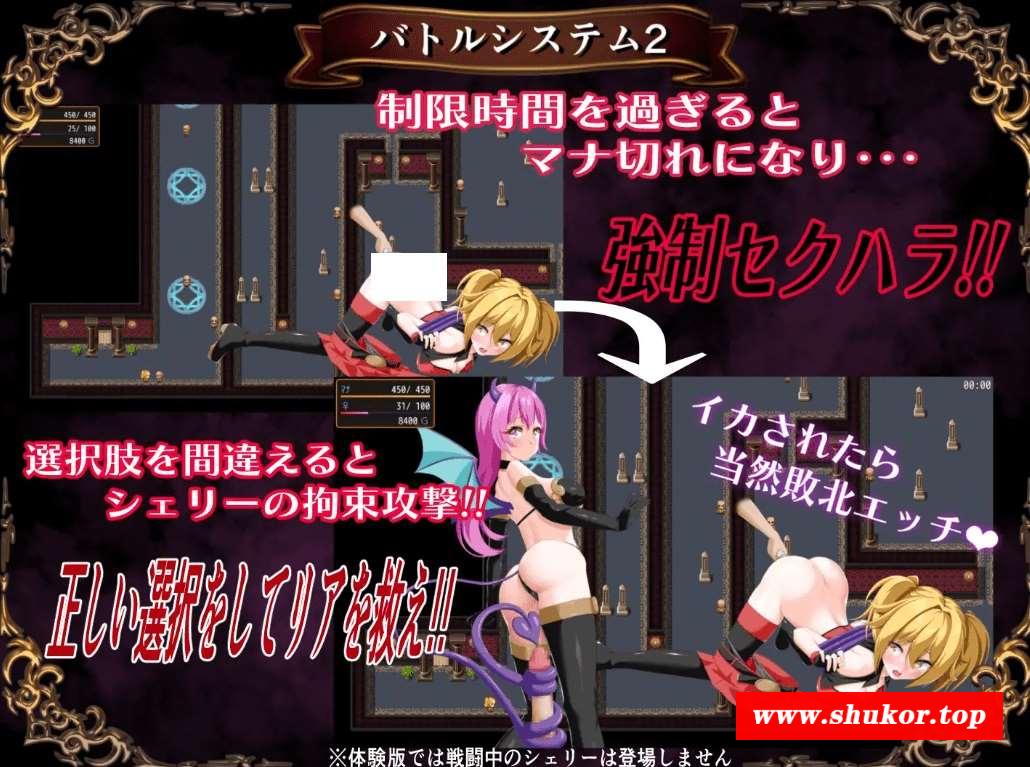 バトルシステム2
制限時間を過ぎると
マナ切れになり・・・
強制セクハラ!!
450/ 450
25/ 100
8400 G
マナ 450/ 450
♀ 31/ 100
8400 G
00:00
イカされたら
当然敗北エッチ❤
選択肢を間違えると
シェリーの拘束攻撃!!
正しい選択をしてリアを救え!!
www.shukor.top
※体験版では戦闘中のシェリーは登場しません